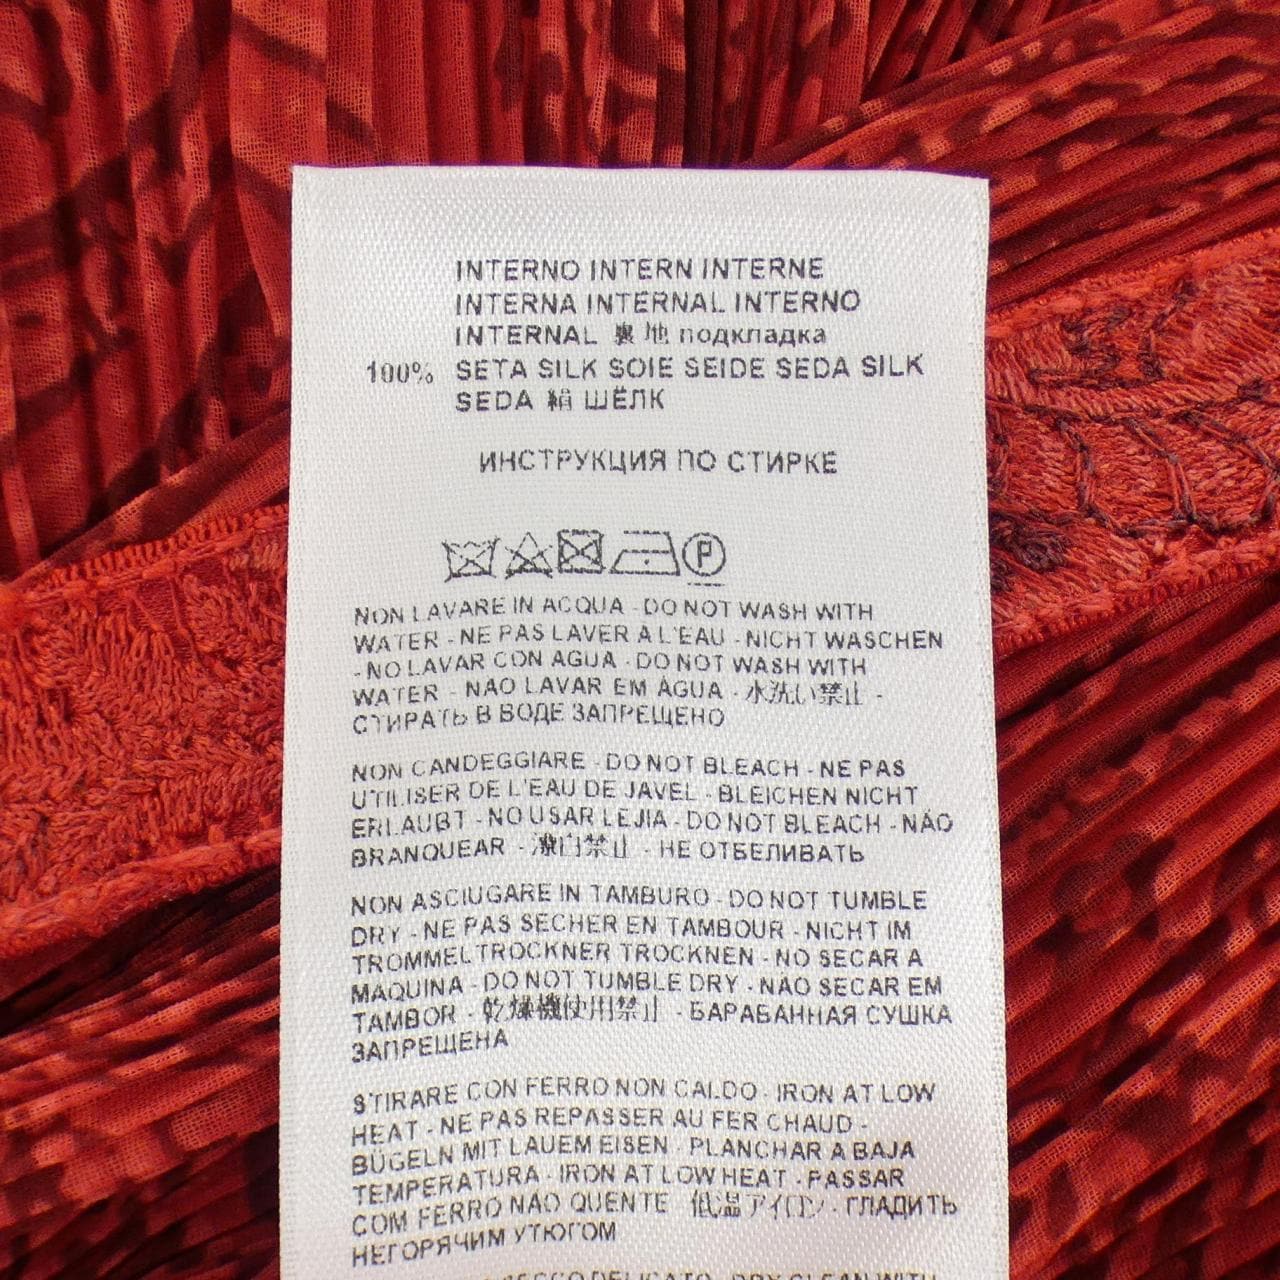 INTERNO INTERN INTERNE
INTERNA INTERNAL INTERNO
INTERNAL 裏地 подкладка
100% SETA SILK SOIE SEIDE SEDA SILK
SEDA 絹 ШЁЛК
ИНСТРУКЦИЯ ПО СТИРКЕ
P
NON LAVARE IN ACQUA - DO NOT WASH WITH
WATER - NE PAS LAVER A L'EAU - NICHT WASCHEN
- NO LAVAR CON AGUA - DO NOT WASH WITH
WATER - NAO LAVAR EM ÁGUA - 水洗い禁止 -
СТИРАТЬ В ВОДЕ ЗАПРЕЩЕНО
NON CANDEGGIARE - DO NOT BLEACH - NE PAS
UTILISER DE L'EAU DE JAVEL - BLEICHEN NICHT
ERLAUBT - NO USAR LEJIA - DO NOT BLEACH - NÃO
BRANQUEAR - 漂白禁止 - НЕ ОТБЕЛИВАТЬ
NON ASCIUGARE IN TAMBURO - DO NOT TUMBLE
DRY - NE PAS SECHER EN TAMBOUR - NICHT IM
TROMMELTROCKNER TROCKNEN - NO SECAR A
MAQUINA - DO NOT TUMBLE DRY - NÃO SECAR EM
TAMBOR - 乾燥機使用禁止 - БАРАБАННАЯ СУШКА
ЗАПРЕЩЕНА
STIRARE CON FERRO NON CALDO - IRON AT LOW
HEAT - NE PAS REPASSER AU FER CHAUD -
BÜGELN MIT LAUEM EISEN - PLANCHAR A BAJA
TEMPERATURA - IRON AT LOW HEAT - PASSAR
COM FERRO NAO QUENTE 低温アイロン - ГЛАДИТЬ
НЕГОРЯЧИМ УТЮГОМ
SECCO DELICATO - DRY CLEAN WITH